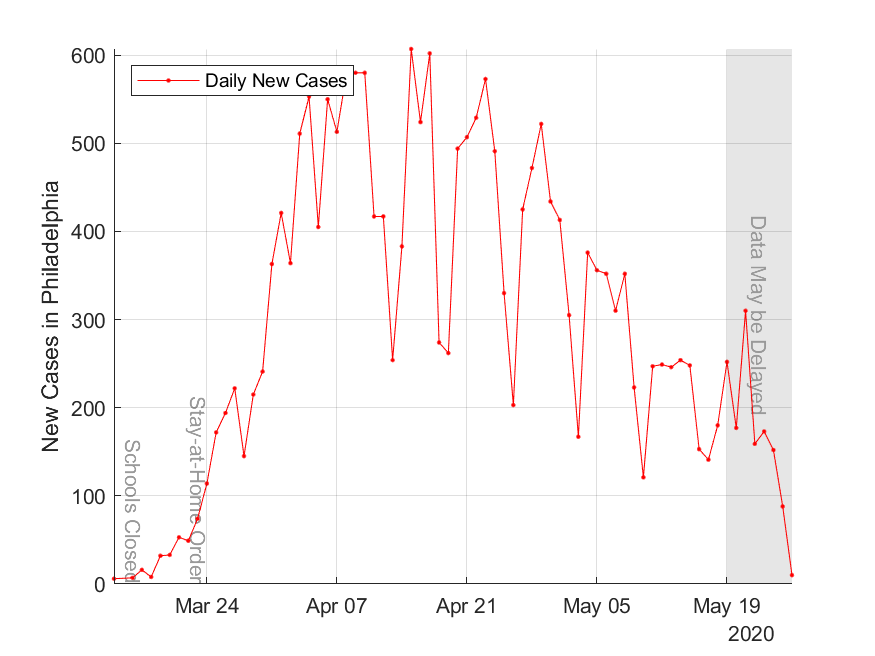 Daily New Cases
New Cases in Philadelphia
600
500
400
300
200
100
0
Schools Closed
Stay-at-Home Order
Data May be Delayed
Mar 24
Apr 07
Apr 21
May 05
May 19
2020